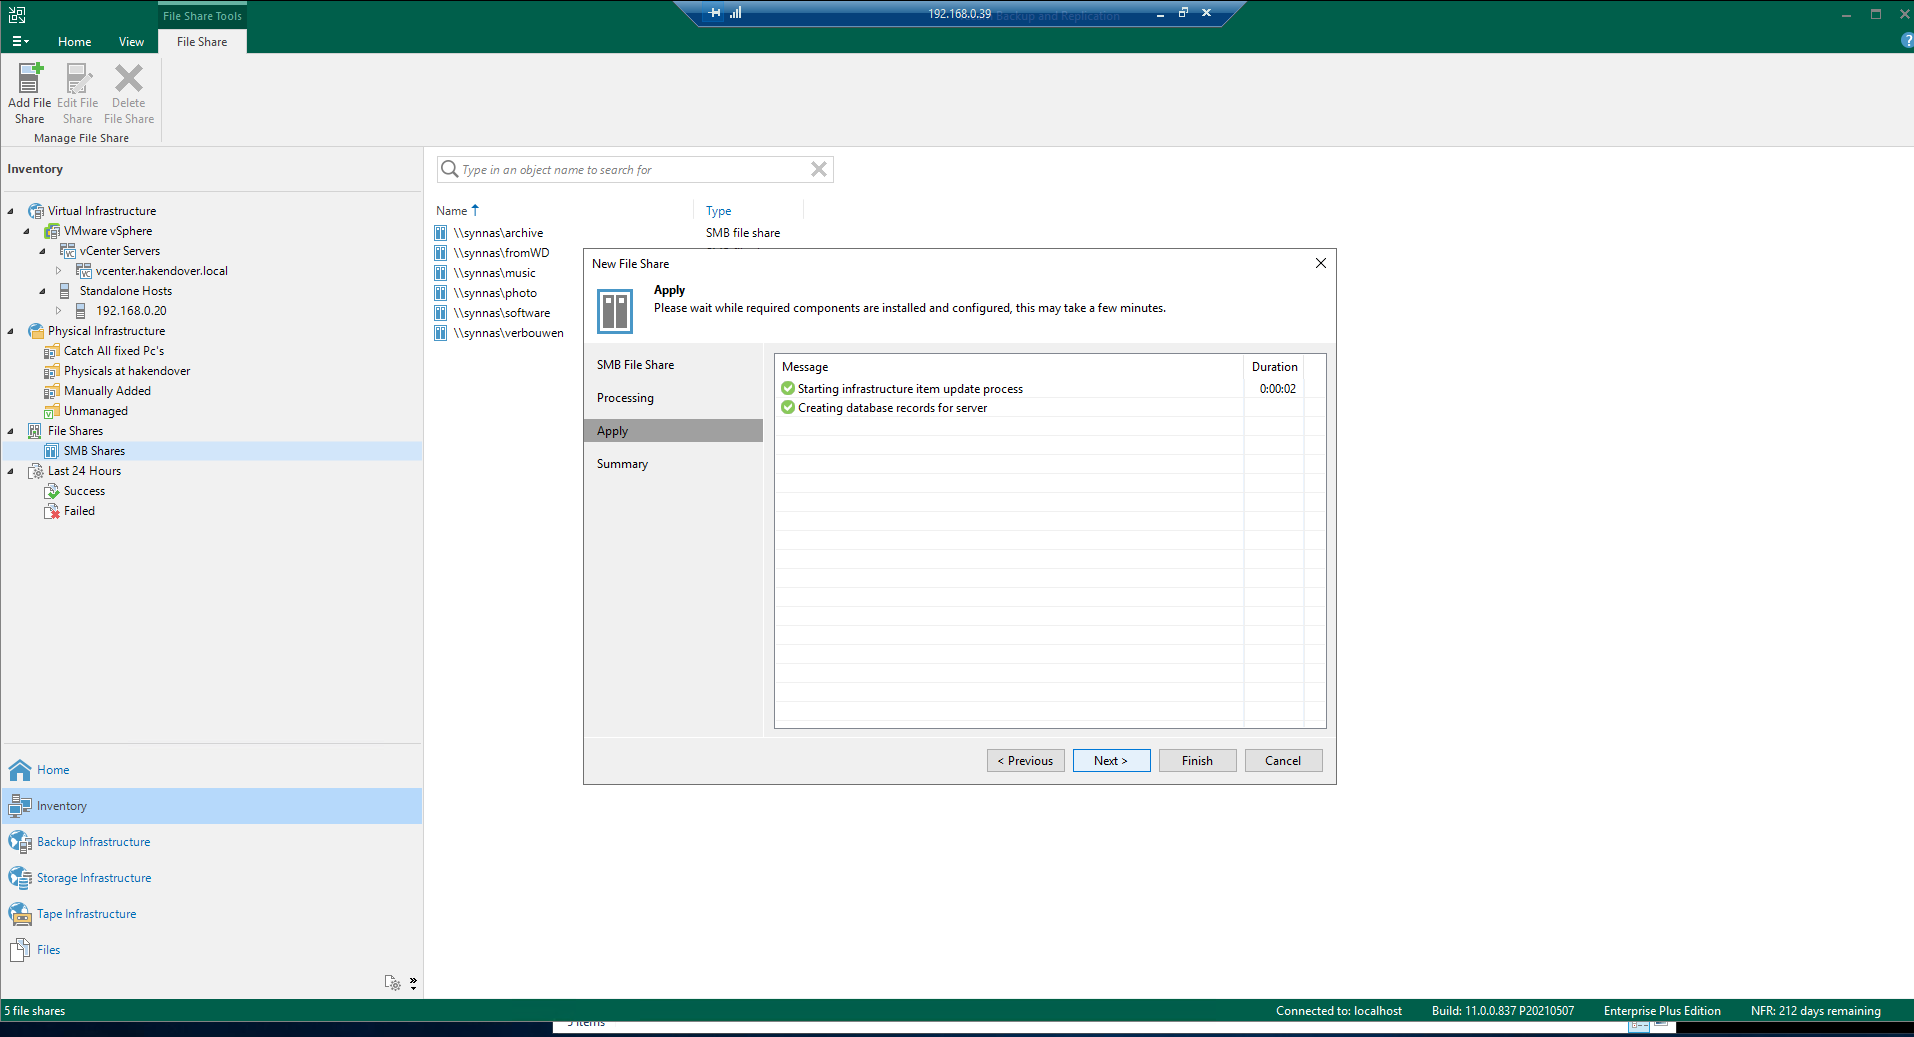 File Share Tools
192.168.0.39 Backup and Replication
Home View File Share
Add File Share
Edit File Share
Delete File Share
Manage File Share
Inventory
Virtual Infrastructure
VMware vSphere
vCenter Servers
vcenter.hakendover.local
Standalone Hosts
192.168.0.20
Physical Infrastructure
Catch All fixed Pc's
Physicals at hakendover
Manually Added
Unmanaged
File Shares
SMB Shares
Last 24 Hours
Success
Failed
Home
Inventory
Backup Infrastructure
Storage Infrastructure
Tape Infrastructure
Files
Type in an object name to search for
Name Type
\\synnas\archive SMB file share
\\synnas\fromWD
\\synnas\music
\\synnas\photo
\\synnas\software
\\synnas\verbouwen
New File Share
Apply
Please wait while required components are installed and configured, this may take a few minutes.
SMB File Share
Processing
Apply
Summary
Message Duration
Starting infrastructure item update process 0:00:02
Creating database records for server
< Previous Next > Finish Cancel
5 file shares
Connected to: localhost Build: 11.0.0.837 P20210507 Enterprise Plus Edition NFR: 212 days remaining
items